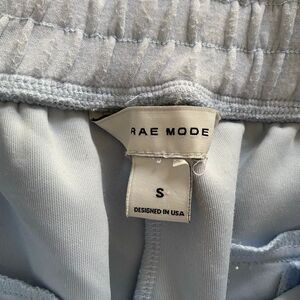 RAE MODE
S
DESIGNED IN USA